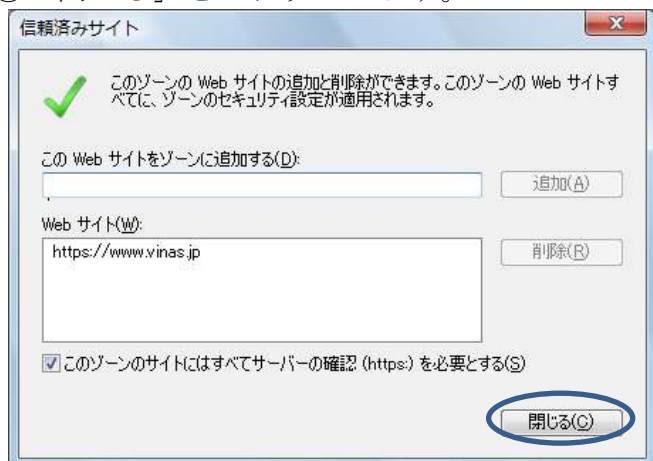 信頼済みサイト
このゾーンの Web サイトの追加と削除ができます。このゾーンの Web サイトす
べてに、ゾーンのセキュリティ設定が適用されます。
この Web サイトをゾーンに追加する(D):
追加(A)
Web サイト(W):
https://www.vinas.jp
削除(R)
このゾーンのサイトにはすべてサーバーの確認 (https:) を必要とする(S)
閉じる(C)